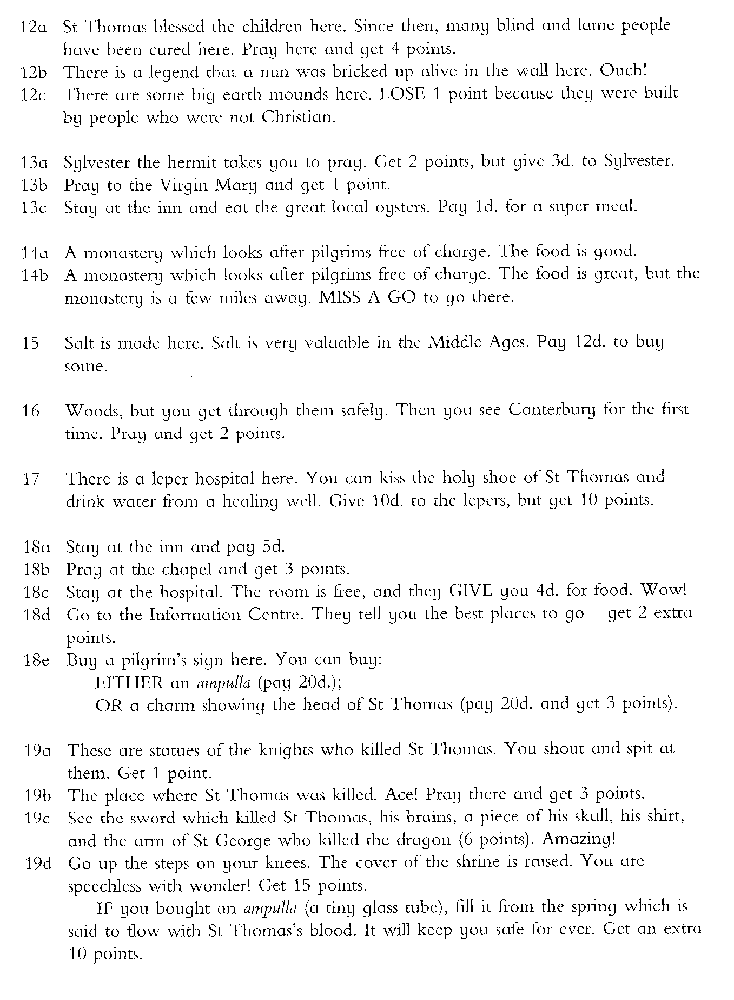 12a St Thomas blessed the children here. Since then, many blind and lame people
have been cured here. Pray here and get 4 points.
12b There is a legend that a nun was bricked up alive in the wall here. Ouch!
12c There are some big earth mounds here. LOSE 1 point because they were built
by people who were not Christian.
13a Sylvester the hermit takes you to pray. Get 2 points, but give 3d. to Sylvester.
13b Pray to the Virgin Mary and get 1 point.
13c Stay at the inn and eat the great local oysters. Pay 1d. for a super meal.
14a A monastery which looks after pilgrims free of charge. The food is good.
14b A monastery which looks after pilgrims free of charge. The food is great, but the
monastery is a few miles away. MISS A GO to go there.
15 Salt is made here. Salt is very valuable in the Middle Ages. Pay 12d. to buy
some.
16 Woods, but you get through them safely. Then you see Canterbury for the first
time. Pray and get 2 points.
17 There is a leper hospital here. You can kiss the holy shoe of St Thomas and
drink water from a healing well. Give 10d. to the lepers, but get 10 points.
18a Stay at the inn and pay 5d.
18b Pray at the chapel and get 3 points.
18c Stay at the hospital. The room is free, and they GIVE you 4d. for food. Wow!
18d Go to the Information Centre. They tell you the best places to go – get 2 extra
points.
18e Buy a pilgrim's sign here. You can buy:
EITHER an ampulla (pay 20d.);
OR a charm showing the head of St Thomas (pay 20d. and get 3 points).
19a These are statues of the knights who killed St Thomas. You shout and spit at
them. Get 1 point.
19b The place where St Thomas was killed. Ace! Pray there and get 3 points.
19c See the sword which killed St Thomas, his brains, a piece of his skull, his shirt,
and the arm of St George who killed the dragon (6 points). Amazing!
19d Go up the steps on your knees. The cover of the shrine is raised. You are
speechless with wonder! Get 15 points.
IF you bought an ampulla (a tiny glass tube), fill it from the spring which is
said to flow with St Thomas's blood. It will keep you safe for ever. Get an extra
10 points.